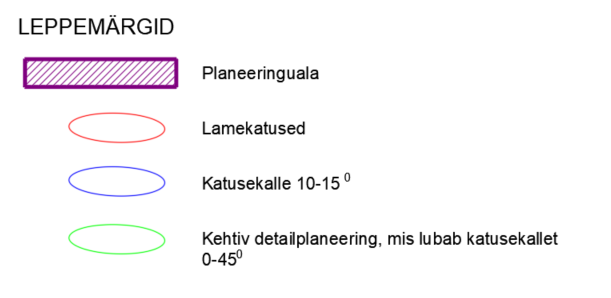 LEPPEMÄRGID
Planeeringuala
Lamekatused
Katusekalle 10-15 ⁰
Kehtiv detailplaneering, mis lubab katusekallet
0-45⁰